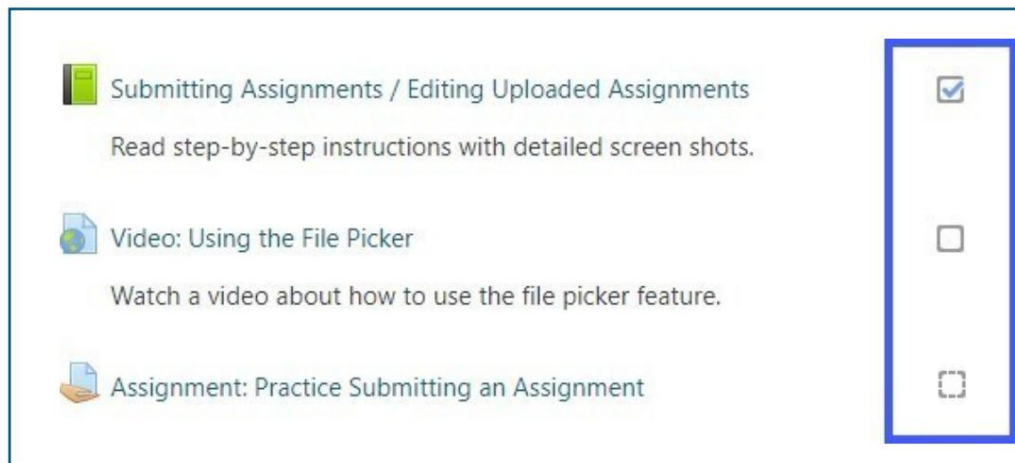 Submitting Assignments / Editing Uploaded Assignments
Read step-by-step instructions with detailed screen shots.
Video: Using the File Picker
Watch a video about how to use the file picker feature.
Assignment: Practice Submitting an Assignment